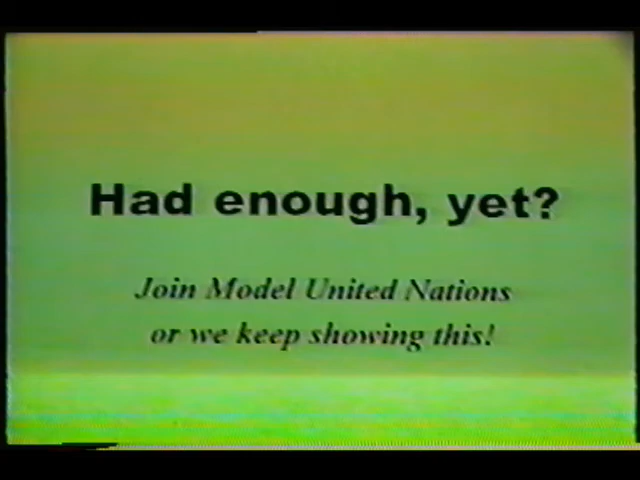 Had enough, yet?
Join Model United Nations
or we keep showing this!